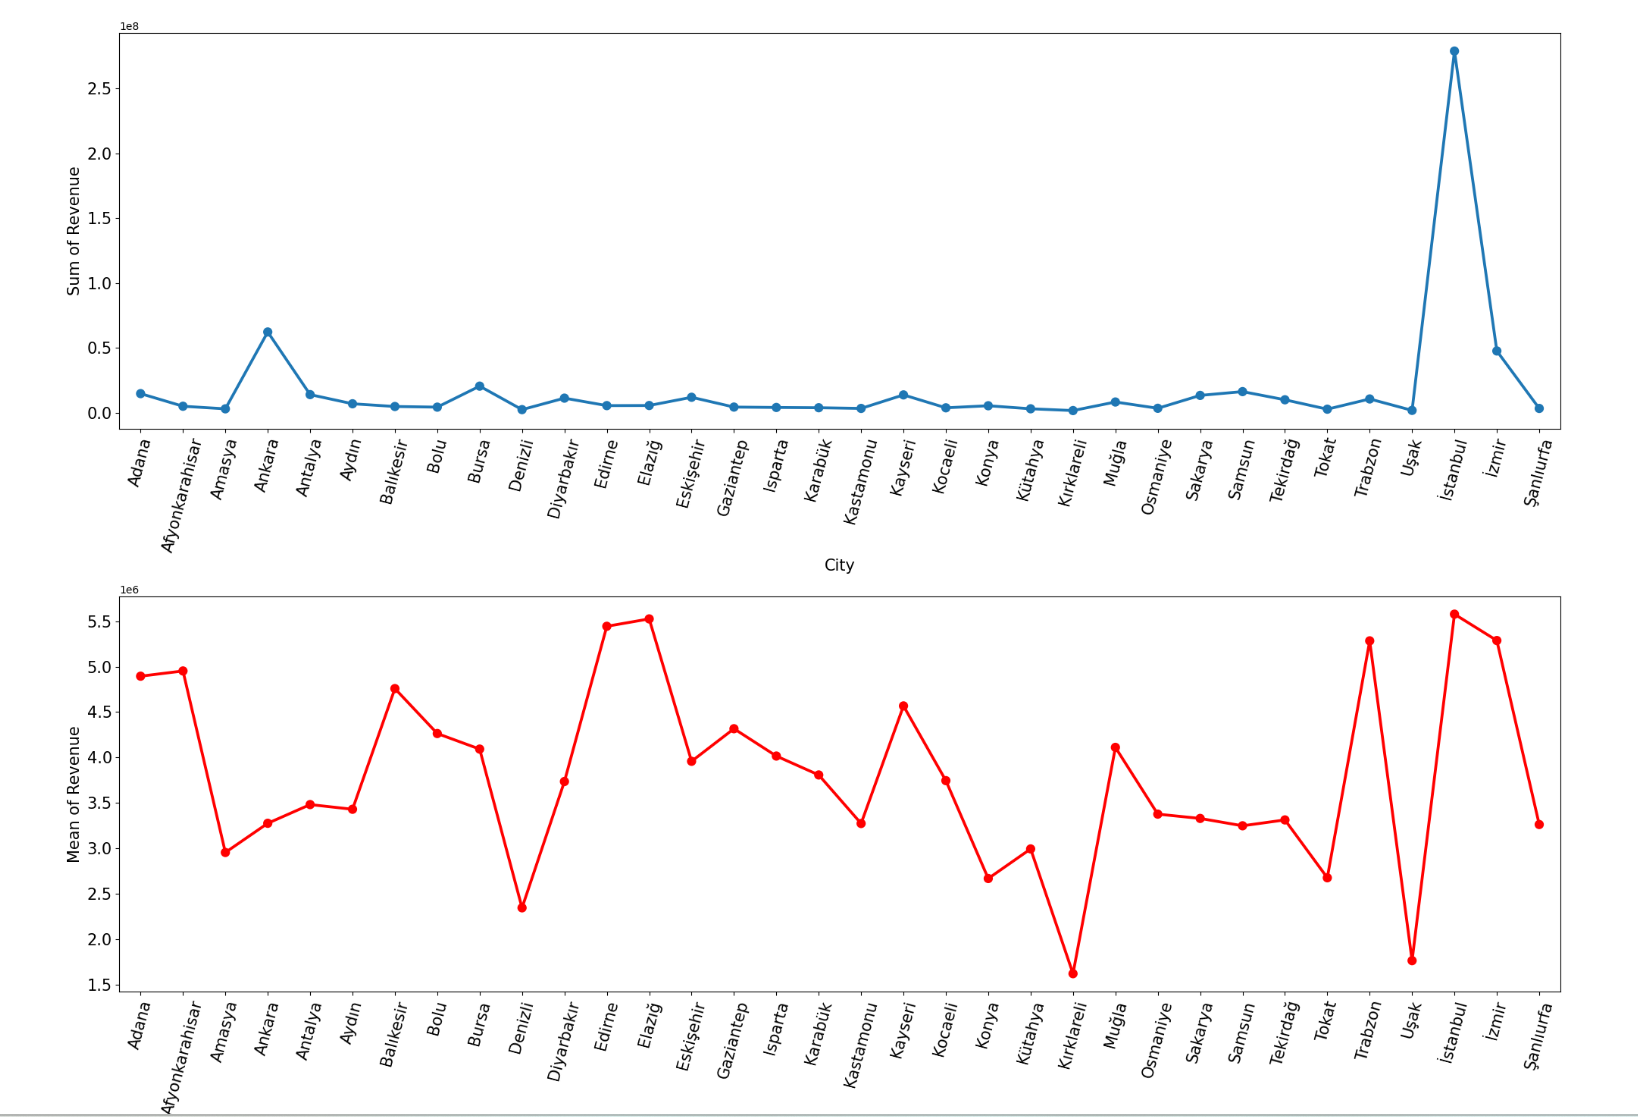 1e8
Sum of Revenue
2.5
2.0
1.5
1.0
0.5
0.0
Adana
Afyonkarahisar
Amasya
Ankara
Antalya
Aydın
Balıkesir
Bolu
Bursa
Denizli
Diyarbakır
Edirne
Elazığ
Eskişehir
Gaziantep
Isparta
Karabük
Kastamonu
Kayseri
Kocaeli
Konya
Kütahya
Kırklareli
Muğla
Osmaniye
Sakarya
Samsun
Tekirdağ
Tokat
Trabzon
Uşak
İstanbul
İzmir
Şanlıurfa
City
1e6
Mean of Revenue
5.5
5.0
4.5
4.0
3.5
3.0
2.5
2.0
1.5
Adana
Afyonkarahisar
Amasya
Ankara
Antalya
Aydın
Balıkesir
Bolu
Bursa
Denizli
Diyarbakır
Edirne
Elazığ
Eskişehir
Gaziantep
Isparta
Karabük
Kastamonu
Kayseri
Kocaeli
Konya
Kütahya
Kırklareli
Muğla
Osmaniye
Sakarya
Samsun
Tekirdağ
Tokat
Trabzon
Uşak
İstanbul
İzmir
Şanlıurfa